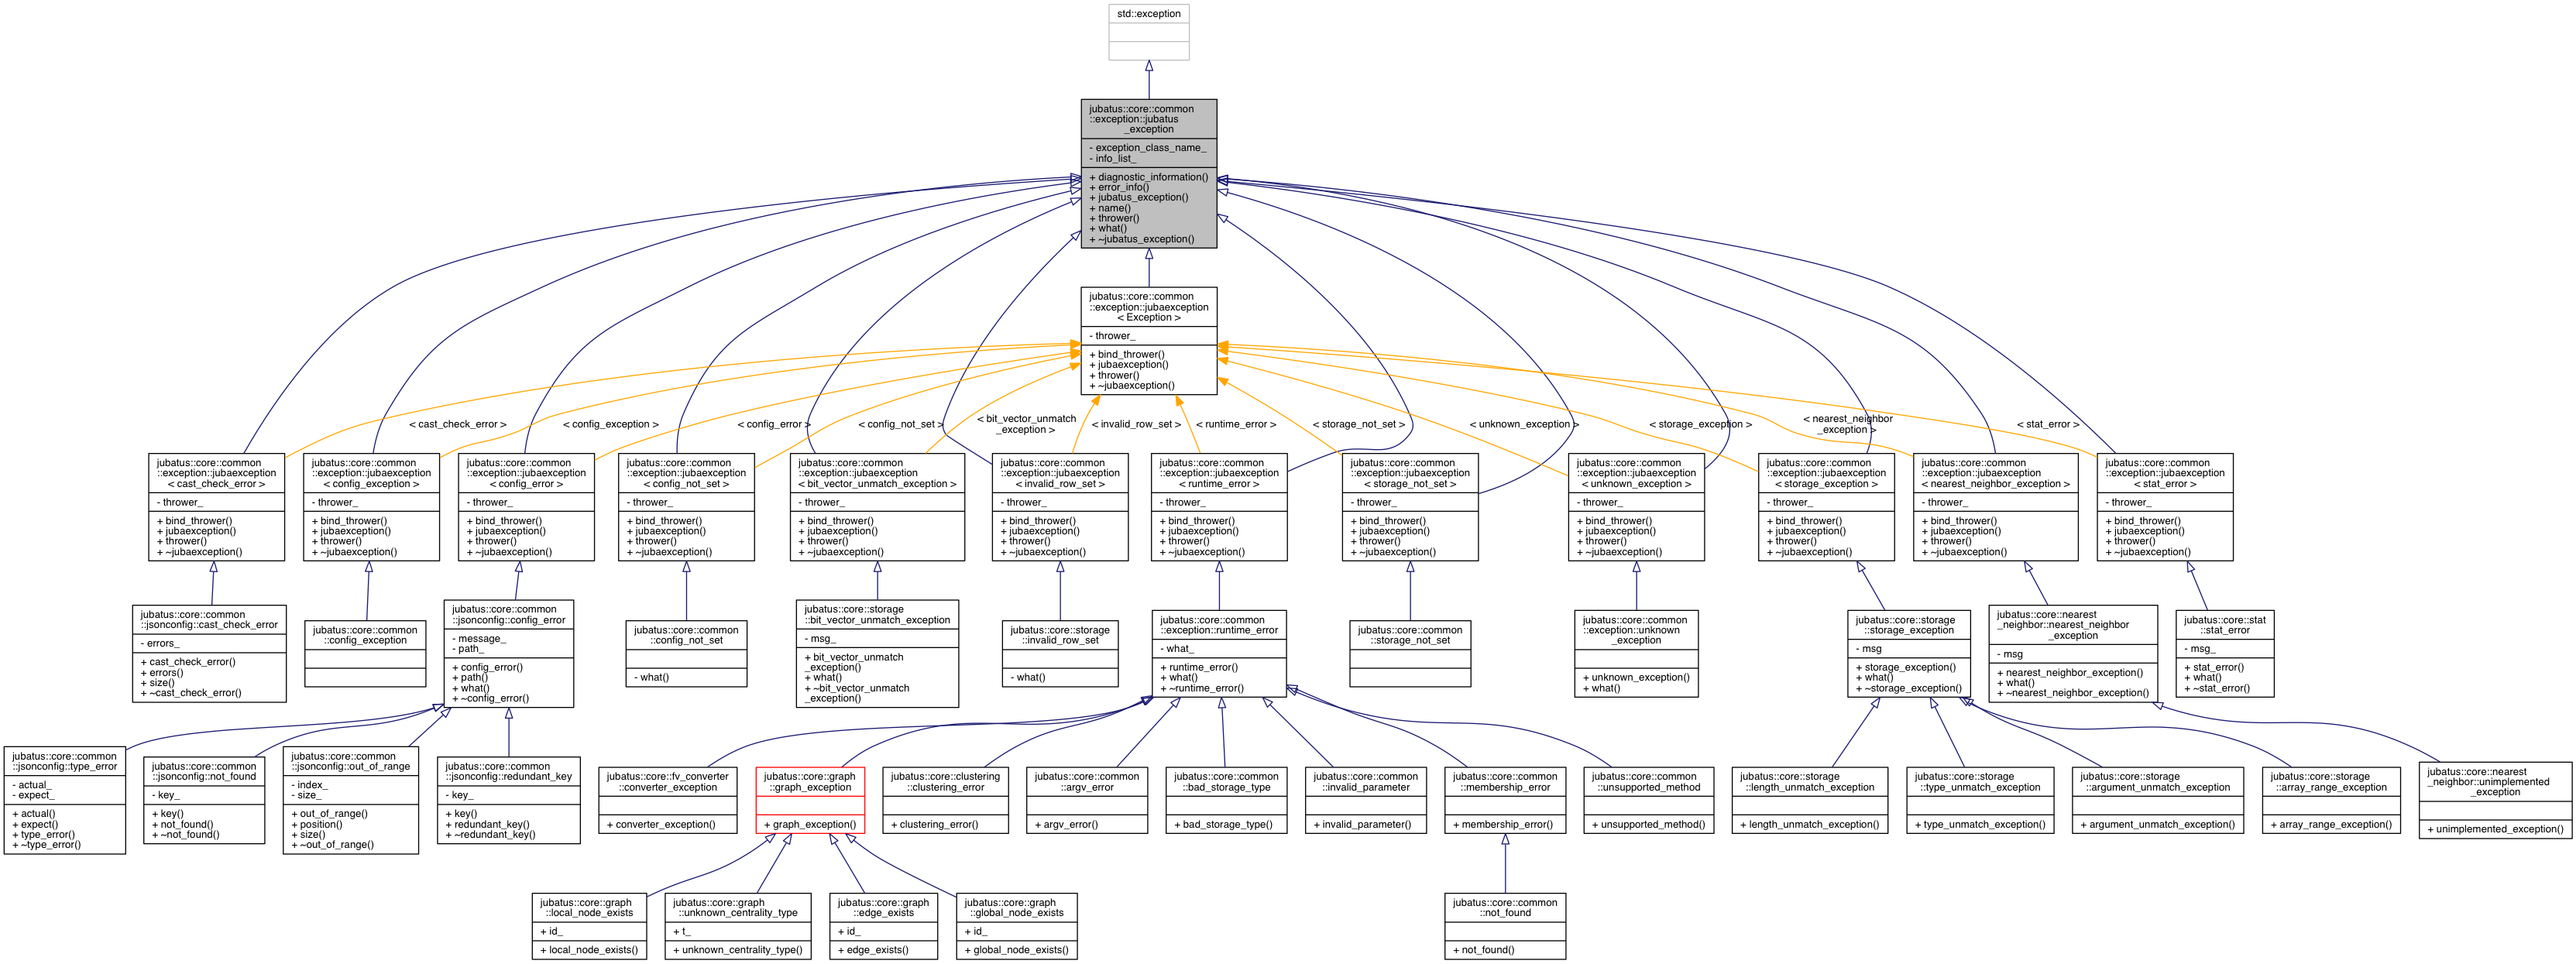 std::exception
jubatus::core::common
::exception::jubatus
_exception
- exception_class_name_
- info_list_
+ diagnostic_information()
+ error_info()
+ jubatus_exception()
+ name()
+ thrower()
+ what()
+ ~jubatus_exception()
jubatus::core::common
::exception::jubaexception
< Exception >
- thrower_
+ bind_thrower()
+ jubaexception()
+ thrower()
+ ~jubaexception()
< cast_check_error >
< config_exception >
< config_error >
< config_not_set >
< bit_vector_unmatch
_exception >
< invalid_row_set >
< runtime_error >
< storage_not_set >
< unknown_exception >
< storage_exception >
< nearest_neighbor
_exception >
< stat_error >
jubatus::core::common
::exception::jubaexception
< cast_check_error >
- thrower_
+ bind_thrower()
+ jubaexception()
+ thrower()
+ ~jubaexception()
jubatus::core::common
::exception::jubaexception
< config_exception >
- thrower_
+ bind_thrower()
+ jubaexception()
+ thrower()
+ ~jubaexception()
jubatus::core::common
::exception::jubaexception
< config_error >
- thrower_
+ bind_thrower()
+ jubaexception()
+ thrower()
+ ~jubaexception()
jubatus::core::common
::exception::jubaexception
< config_not_set >
- thrower_
+ bind_thrower()
+ jubaexception()
+ thrower()
+ ~jubaexception()
jubatus::core::common
::exception::jubaexception
< bit_vector_unmatch_exception >
- thrower_
+ bind_thrower()
+ jubaexception()
+ thrower()
+ ~jubaexception()
jubatus::core::common
::exception::jubaexception
< invalid_row_set >
- thrower_
+ bind_thrower()
+ jubaexception()
+ thrower()
+ ~jubaexception()
jubatus::core::common
::exception::jubaexception
< runtime_error >
- thrower_
+ bind_thrower()
+ jubaexception()
+ thrower()
+ ~jubaexception()
jubatus::core::common
::exception::jubaexception
< storage_not_set >
- thrower_
+ bind_thrower()
+ jubaexception()
+ thrower()
+ ~jubaexception()
jubatus::core::common
::exception::jubaexception
< unknown_exception >
- thrower_
+ bind_thrower()
+ jubaexception()
+ thrower()
+ ~jubaexception()
jubatus::core::common
::exception::jubaexception
< storage_exception >
- thrower_
+ bind_thrower()
+ jubaexception()
+ thrower()
+ ~jubaexception()
jubatus::core::common
::exception::jubaexception
< nearest_neighbor_exception >
- thrower_
+ bind_thrower()
+ jubaexception()
+ thrower()
+ ~jubaexception()
jubatus::core::common
::exception::jubaexception
< stat_error >
- thrower_
+ bind_thrower()
+ jubaexception()
+ thrower()
+ ~jubaexception()
jubatus::core::common
::jsonconfig::cast_check_error
- errors_
+ cast_check_error()
+ errors()
+ size()
+ ~cast_check_error()
jubatus::core::common
::config_exception
jubatus::core::common
::jsonconfig::config_error
- message_
- path_
+ config_error()
+ path()
+ what()
+ ~config_error()
jubatus::core::common
::config_not_set
- what()
jubatus::core::storage
::bit_vector_unmatch_exception
- msg_
+ bit_vector_unmatch
_exception()
+ what()
+ ~bit_vector_unmatch
_exception()
jubatus::core::storage
::invalid_row_set
- what()
jubatus::core::common
::exception::runtime_error
- what_
+ runtime_error()
+ what()
+ ~runtime_error()
jubatus::core::common
::storage_not_set
jubatus::core::common
::exception::unknown
_exception
+ unknown_exception()
+ what()
jubatus::core::storage
::storage_exception
- msg
+ storage_exception()
+ what()
+ ~storage_exception()
jubatus::core::nearest
_neighbor::nearest_neighbor
_exception
- msg
+ nearest_neighbor_exception()
+ what()
+ ~nearest_neighbor_exception()
jubatus::core::stat
::stat_error
- msg_
+ stat_error()
+ what()
+ ~stat_error()
jubatus::core::common
::jsonconfig::type_error
- actual_
- expect_
+ actual()
+ expect()
+ type_error()
+ ~type_error()
jubatus::core::common
::jsonconfig::not_found
- key_
+ key()
+ not_found()
+ ~not_found()
jubatus::core::common
::jsonconfig::out_of_range
- index_
- size_
+ out_of_range()
+ position()
+ size()
+ ~out_of_range()
jubatus::core::common
::jsonconfig::redundant_key
- key_
+ key()
+ redundant_key()
+ ~redundant_key()
jubatus::core::fv_converter
::converter_exception
+ converter_exception()
jubatus::core::graph
::graph_exception
+ graph_exception()
jubatus::core::clustering
::clustering_error
+ clustering_error()
jubatus::core::common
::argv_error
+ argv_error()
jubatus::core::common
::bad_storage_type
+ bad_storage_type()
jubatus::core::common
::invalid_parameter
+ invalid_parameter()
jubatus::core::common
::membership_error
+ membership_error()
jubatus::core::common
::unsupported_method
+ unsupported_method()
jubatus::core::storage
::length_unmatch_exception
+ length_unmatch_exception()
jubatus::core::storage
::type_unmatch_exception
+ type_unmatch_exception()
jubatus::core::storage
::argument_unmatch_exception
+ argument_unmatch_exception()
jubatus::core::storage
::array_range_exception
+ array_range_exception()
jubatus::core::nearest
_neighbor::unimplemented
_exception
+ unimplemented_exception()
jubatus::core::graph
::local_node_exists
+ id_
+ local_node_exists()
jubatus::core::graph
::unknown_centrality_type
+ t_
+ unknown_centrality_type()
jubatus::core::graph
::edge_exists
+ id_
+ edge_exists()
jubatus::core::graph
::global_node_exists
+ id_
+ global_node_exists()
jubatus::core::common
::not_found
+ not_found()